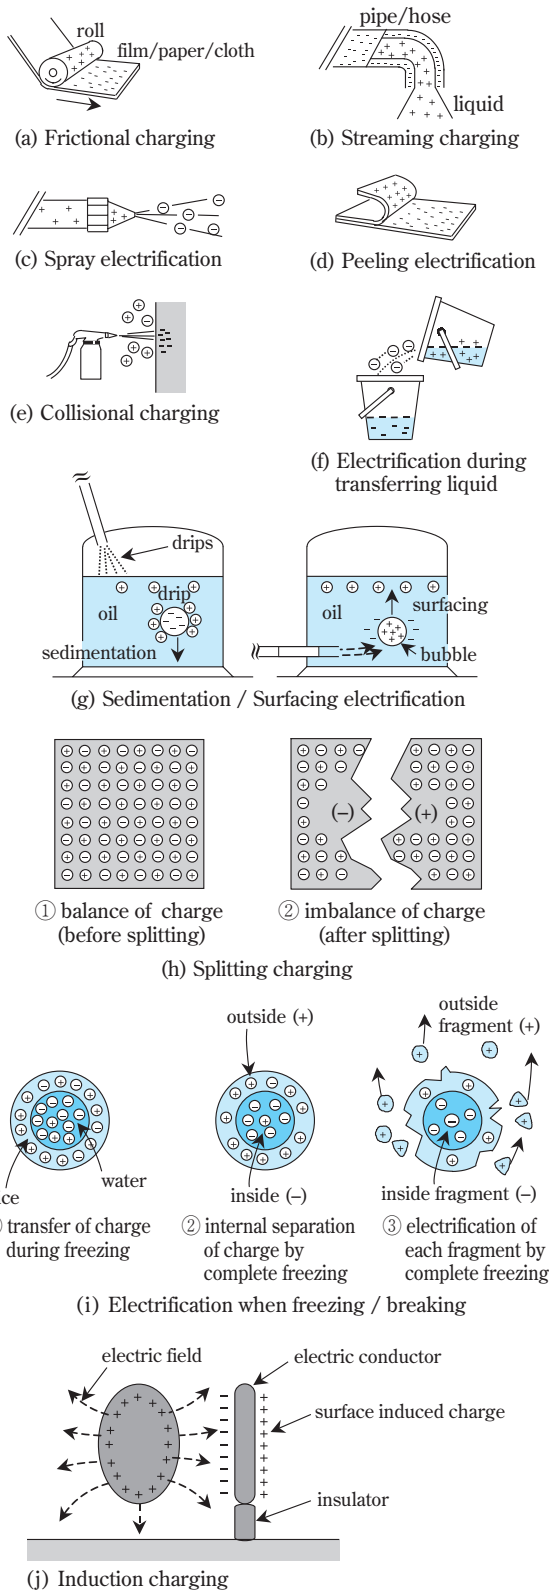 roll
film/paper/cloth
(a) Frictional charging
pipe/hose
liquid
(b) Streaming charging
(c) Spray electrification
(d) Peeling electrification
(e) Collisional charging
(f) Electrification during
transferring liquid
drips
drip
oil
sedimentation
oil
surfacing
bubble
(g) Sedimentation / Surfacing electrification
(−)
(+)
① balance of charge
(before splitting)
② imbalance of charge
(after splitting)
(h) Splitting charging
water
outside (+)
inside (−)
outside
fragment (+)
inside fragment (−)
transfer of charge
during freezing
② internal separation
of charge by
complete freezing
③ electrification of
each fragment by
complete freezing
(i) Electrification when freezing / breaking
electric field
electric conductor
surface induced charge
insulator
(j) Induction charging